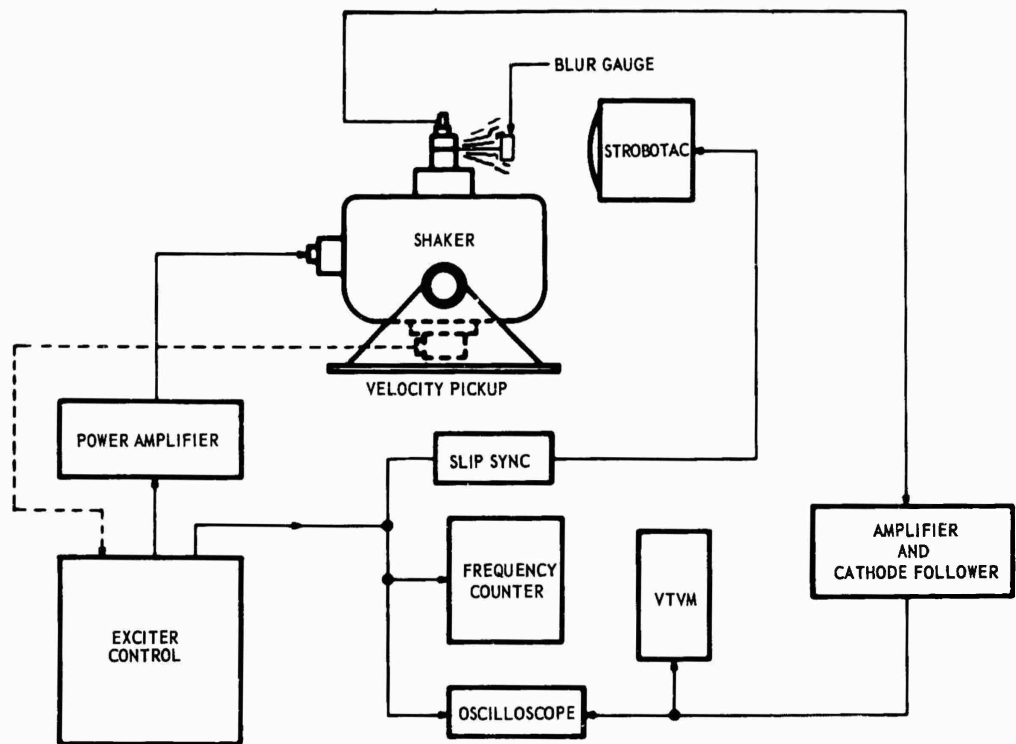 BLUR GAUGE
STROBOTAC
SHAKER
VELOCITY PICKUP
POWER AMPLIFIER
SLIP SYNC
AMPLIFIER
AND
CATHODE FOLLOWER
FREQUENCY
COUNTER
VTVM
EXCITER
CONTROL
OSCILLOSCOPE